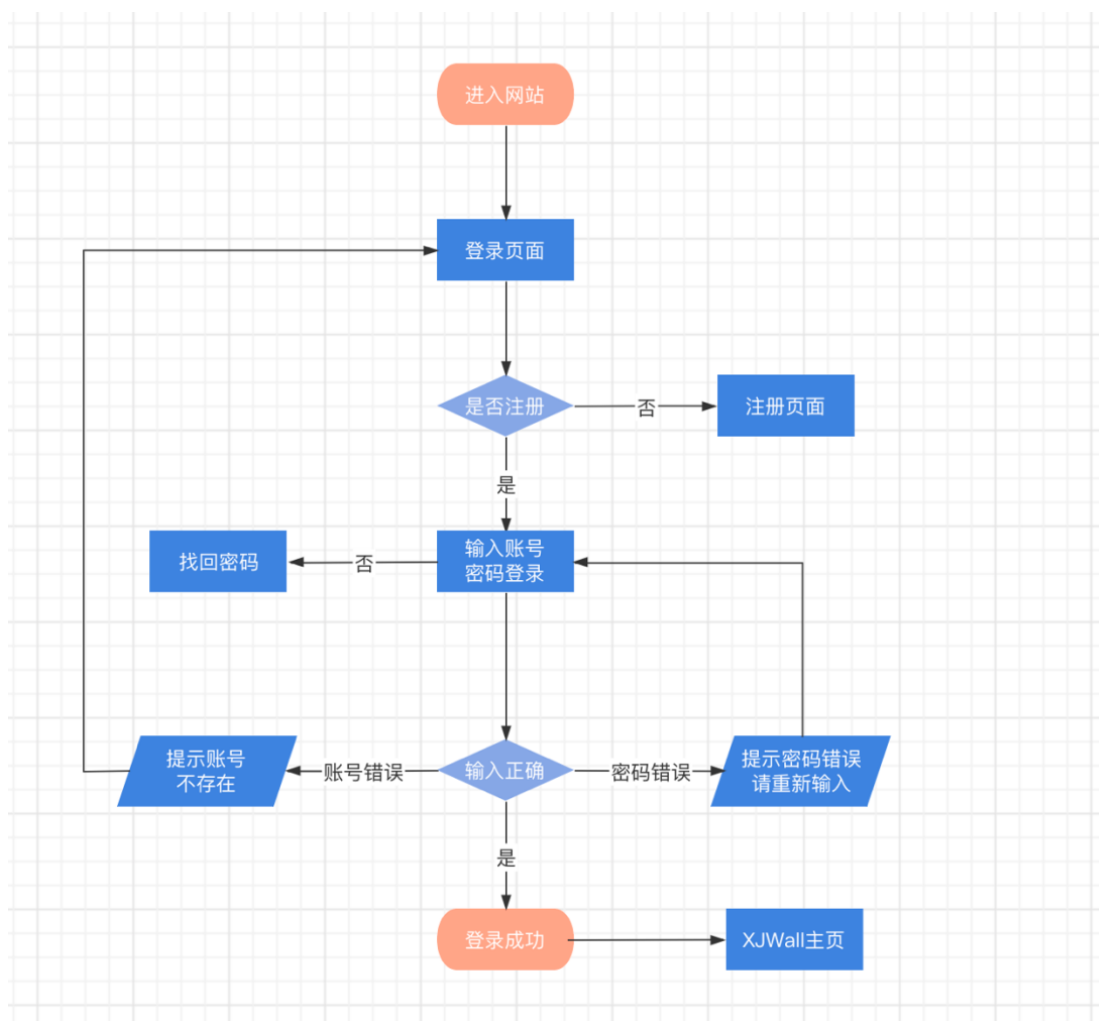 进入网站
登录页面
是否注册
否
注册页面
是
找回密码
否
输入账号
密码登录
提示账号
不存在
账号错误
输入正确
密码错误
提示密码错误
请重新输入
是
登录成功
XJWall主页